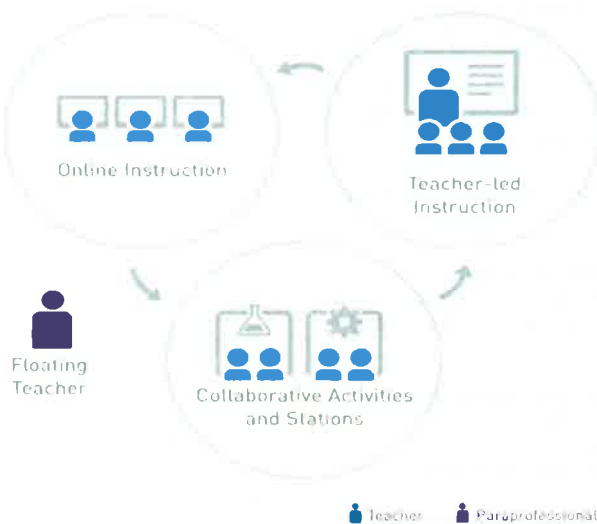 Online Instruction
Teacher-led
Instruction
Floating
Teacher
Collaborative Activities
and Stations
Teacher
Paraprofessional